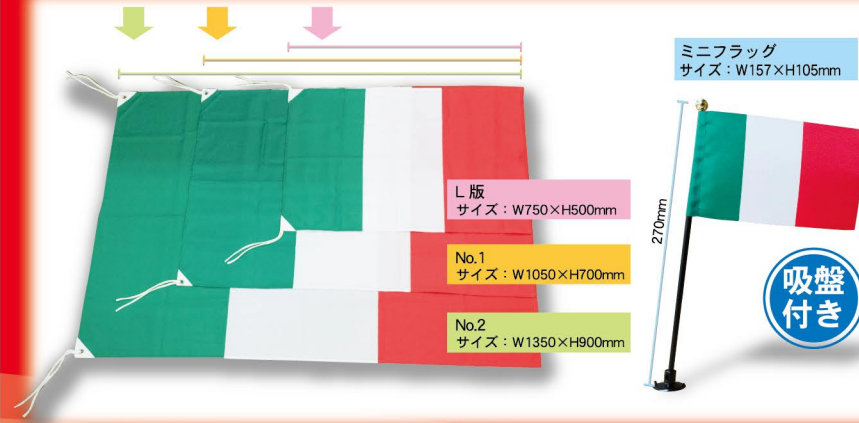 ミニフラッグ
サイズ：W157×H105mm
L版
サイズ：W750×H500mm
270mm
No.1
サイズ：W1050×H700mm
吸盤
付き
No.2
サイズ：W1350×H900mm